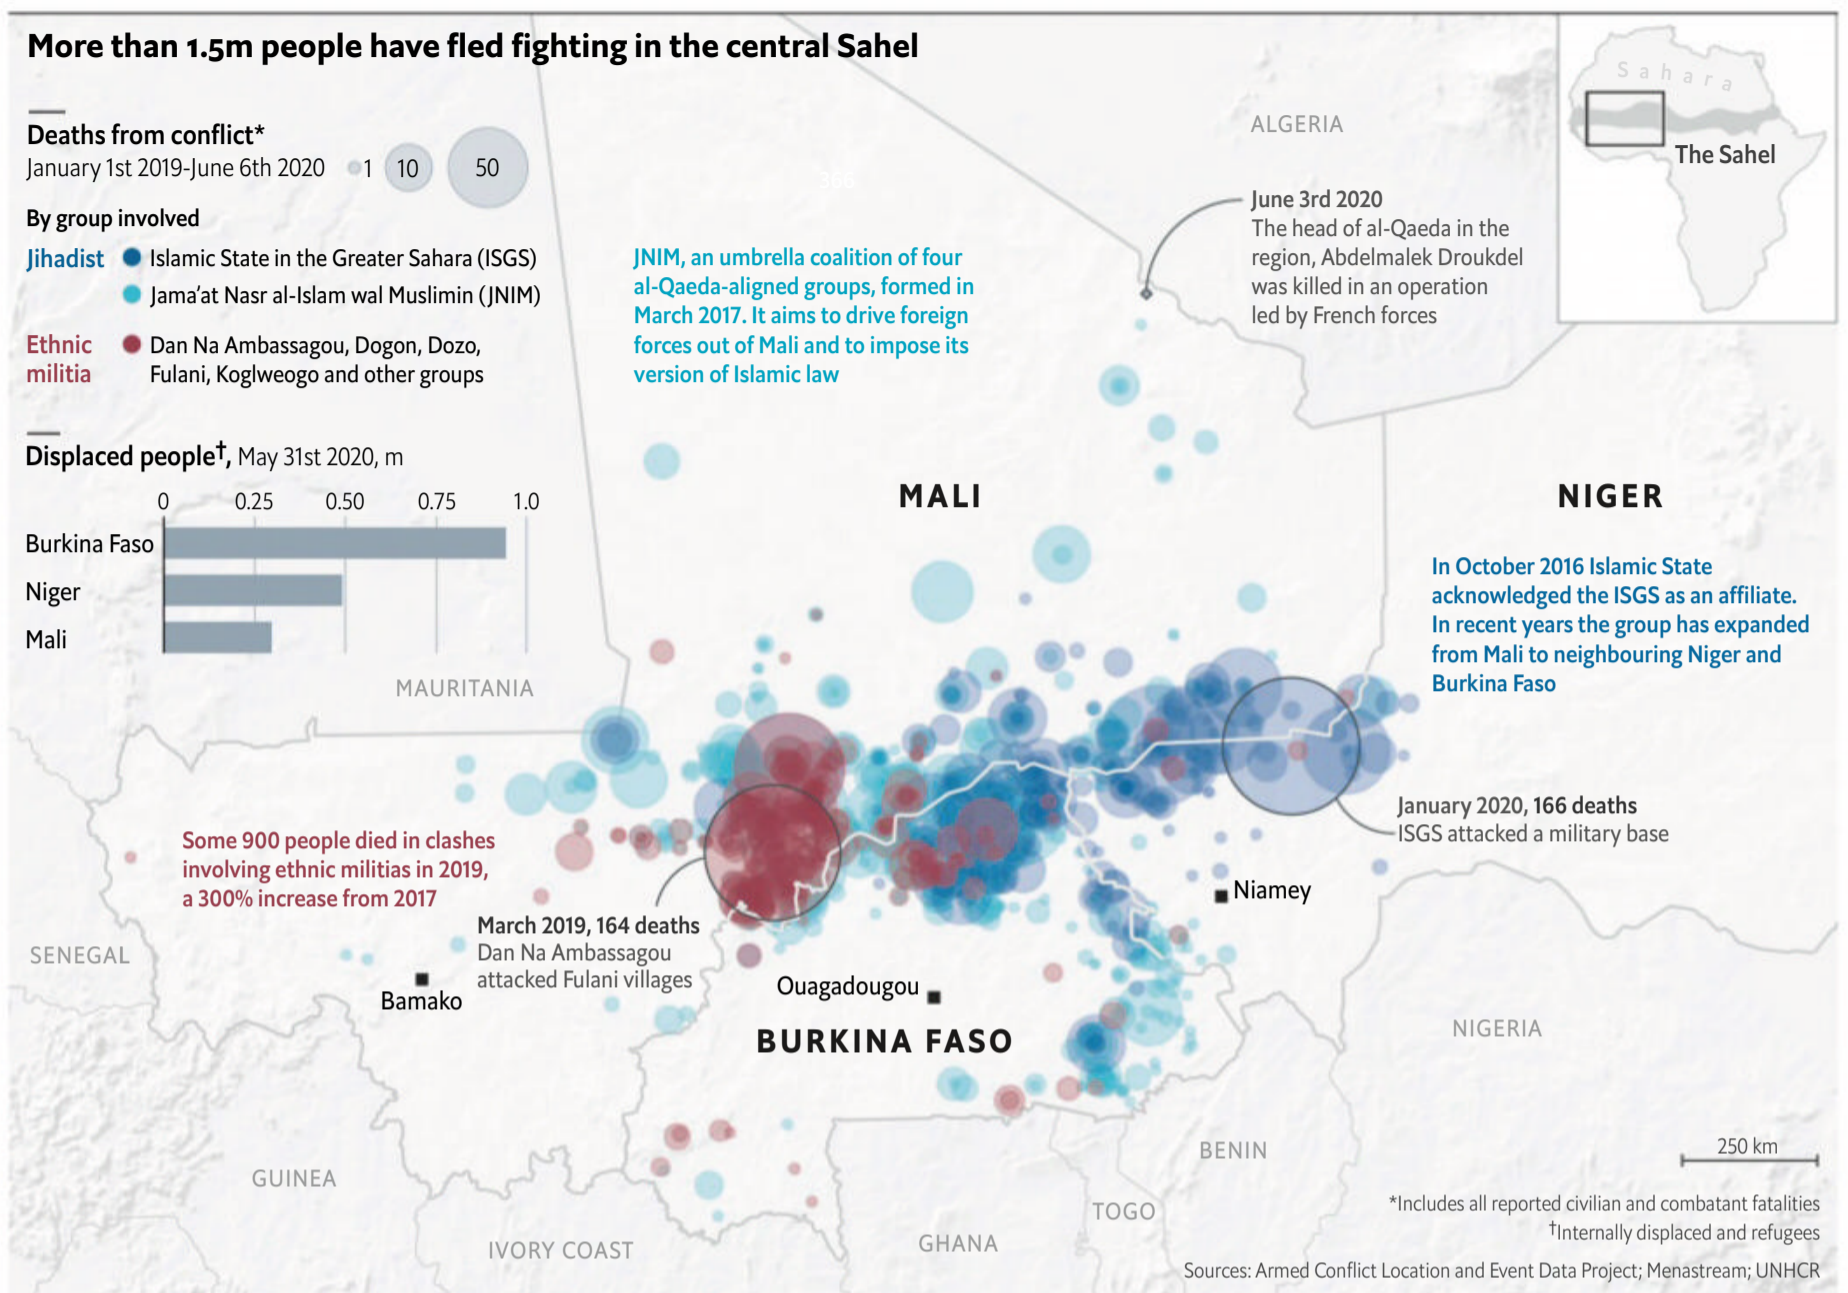 More than 1.5m people have fled fighting in the central Sahel
Deaths from conflict*
January 1st 2019-June 6th 2020
1
10
50
By group involved
Jihadist
Islamic State in the Greater Sahara (ISGS)
Jama'at Nasr al-Islam wal Muslimin (JNIM)
Ethnic
militia
Dan Na Ambassagou, Dogon, Dozo,
Fulani, Koglweogo and other groups
Displaced people†, May 31st 2020, m
0 0.25 0.50 0.75 1.0
Burkina Faso
Niger
Mali
366
JNIM, an umbrella coalition of four
al-Qaeda-aligned groups, formed in
March 2017. It aims to drive foreign
forces out of Mali and to impose its
version of Islamic law
ALGERIA
June 3rd 2020
The head of al-Qaeda in the
region, Abdelmalek Droukdel
was killed in an operation
led by French forces
Sahara
The Sahel
MALI
NIGER
In October 2016 Islamic State
acknowledged the ISGS as an affiliate.
In recent years the group has expanded
from Mali to neighbouring Niger and
Burkina Faso
MAURITANIA
January 2020, 166 deaths
ISGS attacked a military base
Some 900 people died in clashes
involving ethnic militias in 2019,
a 300% increase from 2017
March 2019, 164 deaths
Dan Na Ambassagou
attacked Fulani villages
Niamey
SENEGAL
Bamako
Ouagadougou
BURKINA FASO
NIGERIA
GUINEA
IVORY COAST
GHANA
TOGO
BENIN
250 km
*Includes all reported civilian and combatant fatalities
†Internally displaced and refugees
Sources: Armed Conflict Location and Event Data Project; Menastream; UNHCR